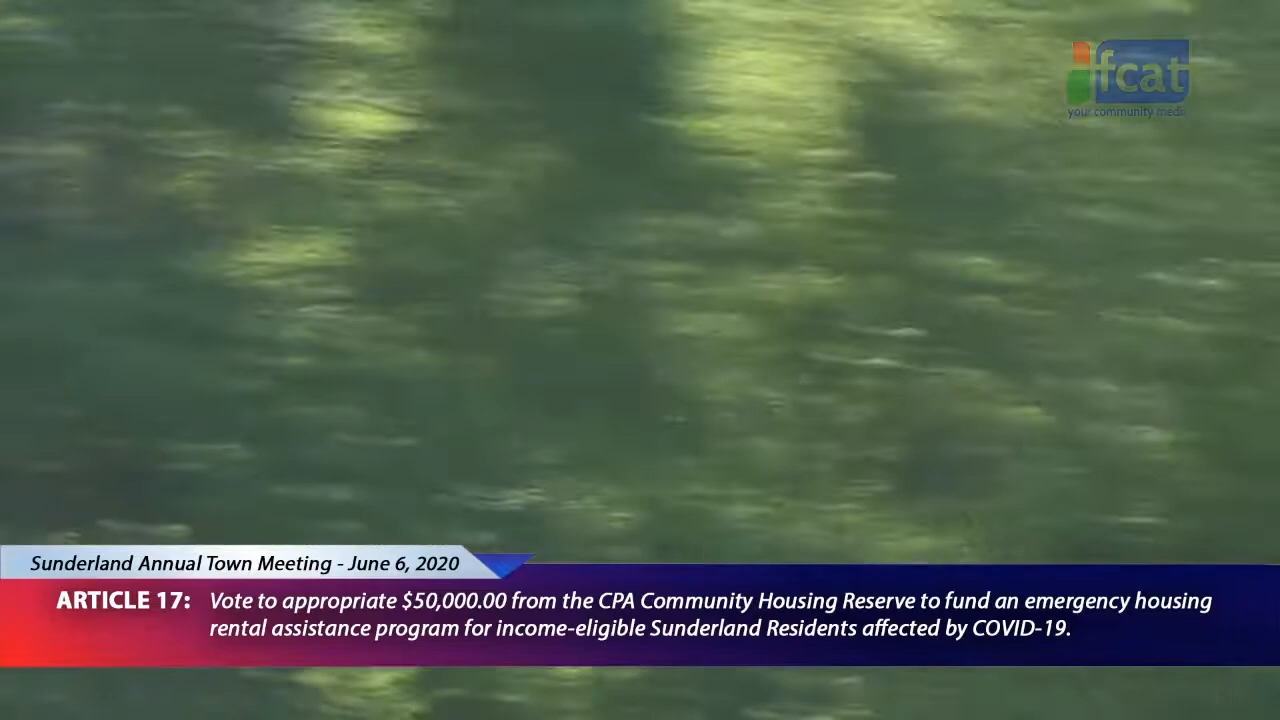 fcat
your community media
Sunderland Annual Town Meeting - June 6, 2020
ARTICLE 17: Vote to appropriate $50,000.00 from the CPA Community Housing Reserve to fund an emergency housing
rental assistance program for income-eligible Sunderland Residents affected by COVID-19.